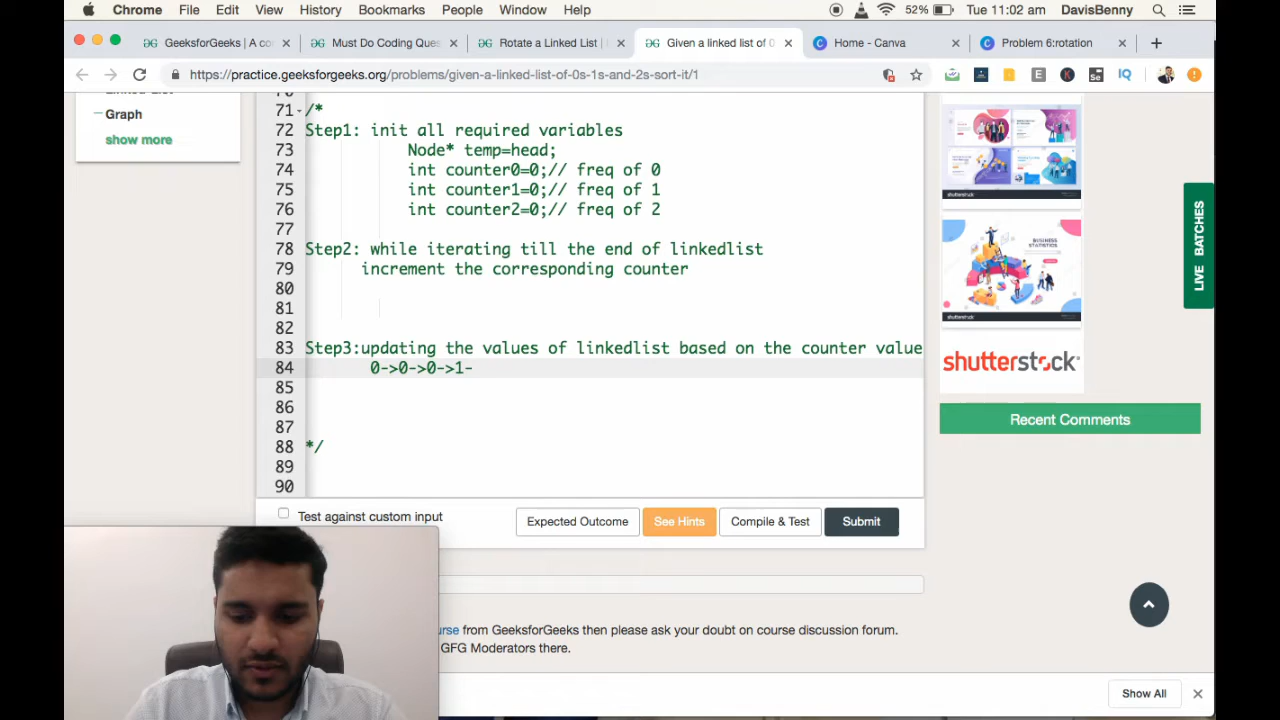 Chrome File Edit View History Bookmarks People Window Help 52% Tue 11:02 am DavisBenny
GeeksforGeeks | A co Must Do Coding Ques Rotate a Linked List | Given a linked list of 0 Home - Canva Problem 6:rotation
https://practice.geeksforgeeks.org/problems/given-a-linked-list-of-0s-1s-and-2s-sort-it/1
Graph
show more
71 /*
72 Step1: init all required variables
73 Node* temp=head;
74 int counter0=0;// freq of 0
75 int counter1=0;// freq of 1
76 int counter2=0;// freq of 2
77
78 Step2: while iterating till the end of linkedlist
79 increment the corresponding counter
80
81
82
83 Step3:updating the values of linkedlist based on the counter value
84 0->0->0->1-
85
86
87
88 */
89
90
BUSINESS
STATISTICS
shutterstock
LIVE BATCHES
Recent Comments
Test against custom input
Expected Outcome See Hints Compile & Test Submit
urse from GeeksforGeeks then please ask your doubt on course discussion forum.
GFG Moderators there.
Show All